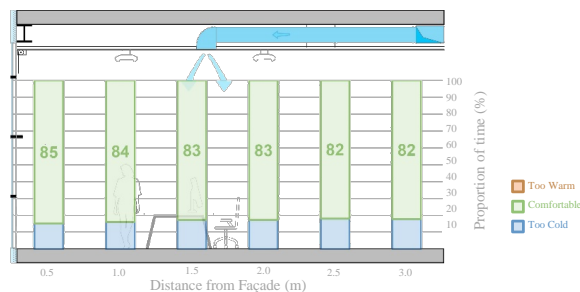 100
90
80
70
60
50
40
30
20
10
Proportion of time (%)
85 84 83 83 82 82
Too Warm
Comfortable
Too Cold
0.5 1.0 1.5 2.0 2.5 3.0
Distance from Façade (m)